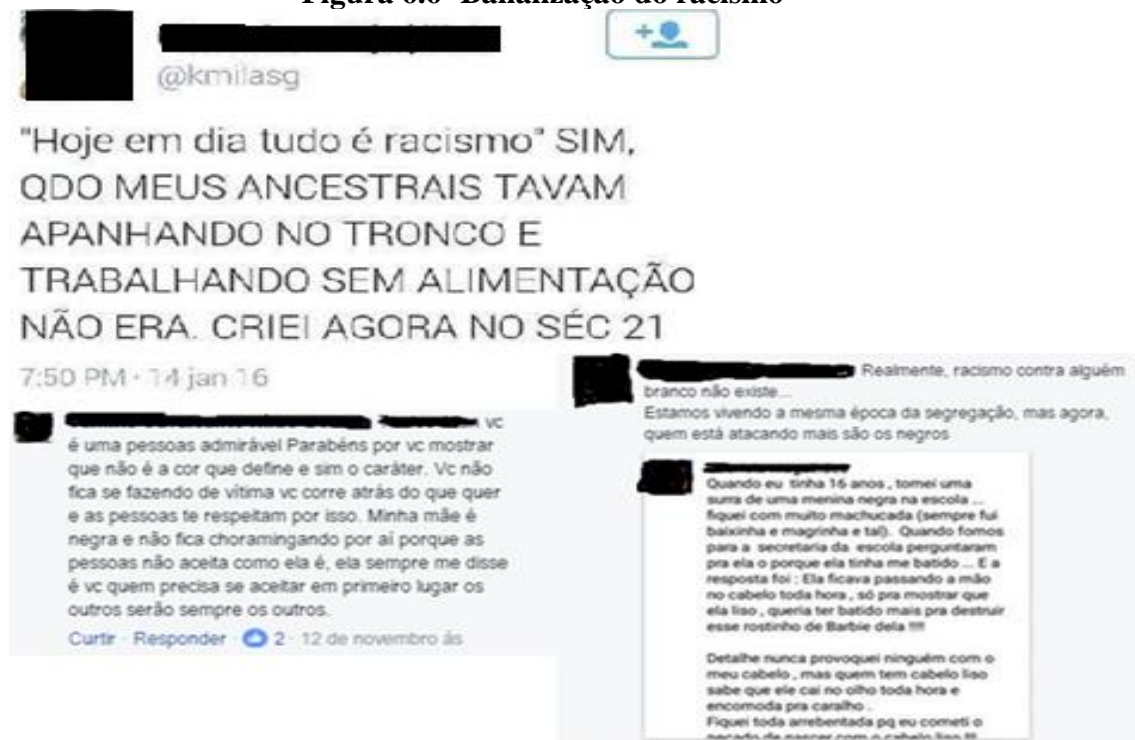 Figura 6.6- Banalização do racismo
@kmilasg
"Hoje em dia tudo é racismo" SIM,
QDO MEUS ANCESTRAIS TAVAM
APANHANDO NO TRONCO E
TRABALHANDO SEM ALIMENTAÇÃO
NÃO ERA. CRIEI AGORA NO SÉC 21
7:50 PM · 14 jan 16
vc
é uma pessoas admirável Parabéns por vc mostrar
que não é a cor que define e sim o caráter. Vc não
fica se fazendo de vítima vc corre atrás do que quer
e as pessoas te respeitam por isso. Minha mãe é
negra e não fica choramingando por aí porque as
pessoas não aceita como ela é, ela sempre me disse
é vc quem precisa se aceitar em primeiro lugar os
outros serão sempre os outros.
Curtir · Responder · 2 · 12 de novembro às
Realmente, racismo contra alguém
branco não existe...
Estamos vivendo a mesma época da segregação, mas agora,
quem está atacando mais são os negros
Quando eu tinha 16 anos , tomei uma
surra de uma menina negra na escola ...
fiquei com muito machucada (sempre fui
baixinha e magrinha e tal). Quando fomos
para a secretaria da escola perguntaram
pra ela o porque ela tinha me batido ... E a
resposta foi : Ela ficava passando a mão
no cabelo toda hora , só pra mostrar que
ela liso , queria ter batido mais pra destruir
esse rostinho de Barbie dela !!!!
Detalhe nunca provoquei ninguém com o
meu cabelo , mas quem tem cabelo liso
sabe que ele cai no olho toda hora e
encomoda pra caralho .
Fiquei toda arrebentada pq eu cometi o
pecado de nascer com o cabelo liso !!!